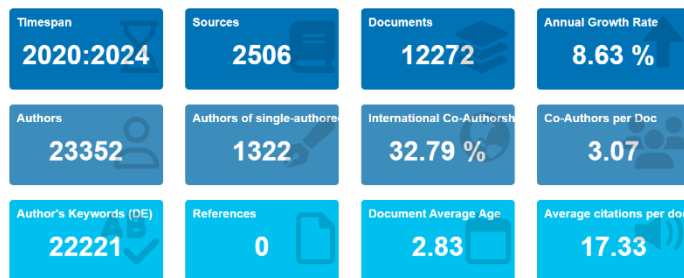 Timespan
2020:2024
Sources
2506
Documents
12272
Annual Growth Rate
8.63 %
Authors
23352
Authors of single-authore
1322
International Co-Authorsh
32.79 %
Co-Authors per Doc
3.07
Author's Keywords (DE)
22221
References
0
Document Average Age
2.83
Average citations per do
17.33
AB